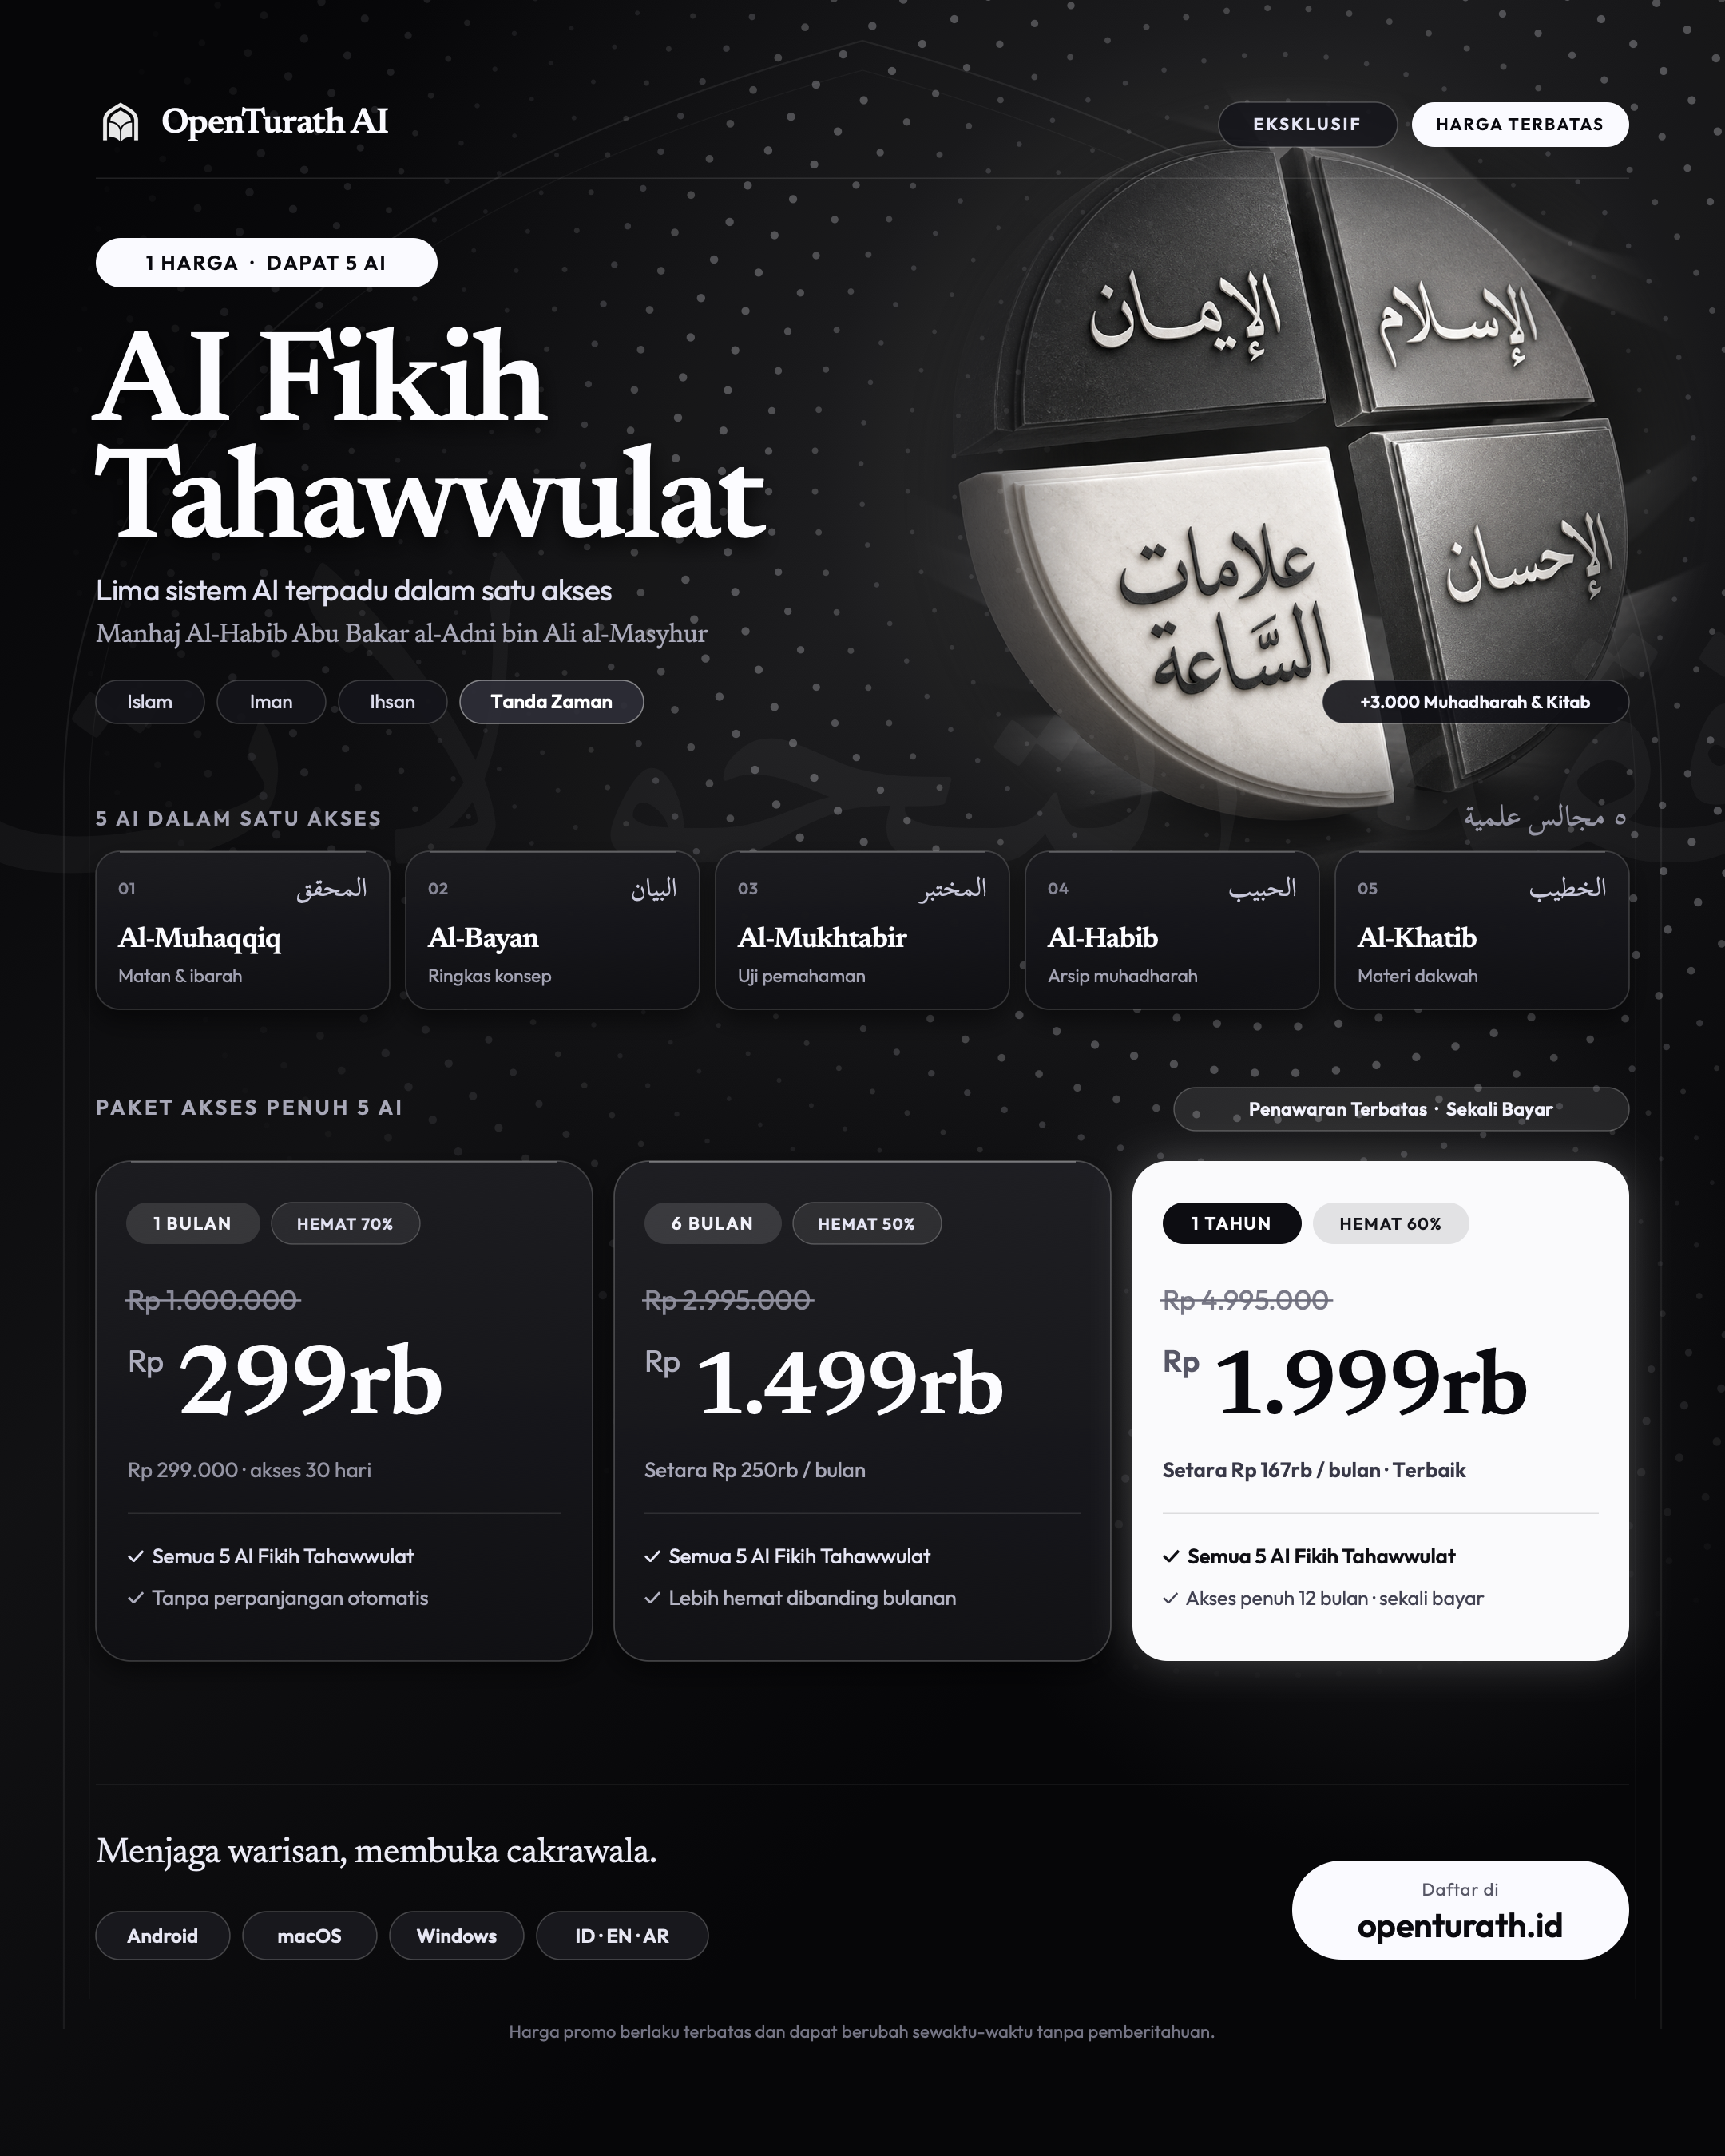 OpenTurath AI
EKSKLUSIF
HARGA TERBATAS
1 HARGA · DAPAT 5 AI
AI Fikih
Tahawwulat
Lima sistem AI terpadu dalam satu akses
Manhaj Al-Habib Abu Bakar al-Adni bin Ali al-Masyhur
Islam
Iman
Ihsan
Tanda Zaman
الإيمان
الإسلام
علامات
السَّاعة
الإحسان
+3.000 Muhadharah & Kitab
فقه التحولات
5 AI DALAM SATU AKSES
٥ مجالس علمية
01
المحقق
Al-Muhaqqiq
Matan & ibarah
02
البيان
Al-Bayan
Ringkas konsep
03
المختبر
Al-Mukhtabir
Uji pemahaman
04
الحبيب
Al-Habib
Arsip muhadharah
05
الخطيب
Al-Khatib
Materi dakwah
PAKET AKSES PENUH 5 AI
Penawaran Terbatas · Sekali Bayar
1 BULAN
HEMAT 70%
Rp 1.000.000
Rp 299rb
Rp 299.000 · akses 30 hari
✓ Semua 5 AI Fikih Tahawwulat
✓ Tanpa perpanjangan otomatis
6 BULAN
HEMAT 50%
Rp 2.995.000
Rp 1.499rb
Setara Rp 250rb / bulan
✓ Semua 5 AI Fikih Tahawwulat
✓ Lebih hemat dibanding bulanan
1 TAHUN
HEMAT 60%
Rp 4.995.000
Rp 1.999rb
Setara Rp 167rb / bulan · Terbaik
✓ Semua 5 AI Fikih Tahawwulat
✓ Akses penuh 12 bulan · sekali bayar
Menjaga warisan, membuka cakrawala.
Android
macOS
Windows
ID · EN · AR
Daftar di
openturath.id
Harga promo berlaku terbatas dan dapat berubah sewaktu-waktu tanpa pemberitahuan.